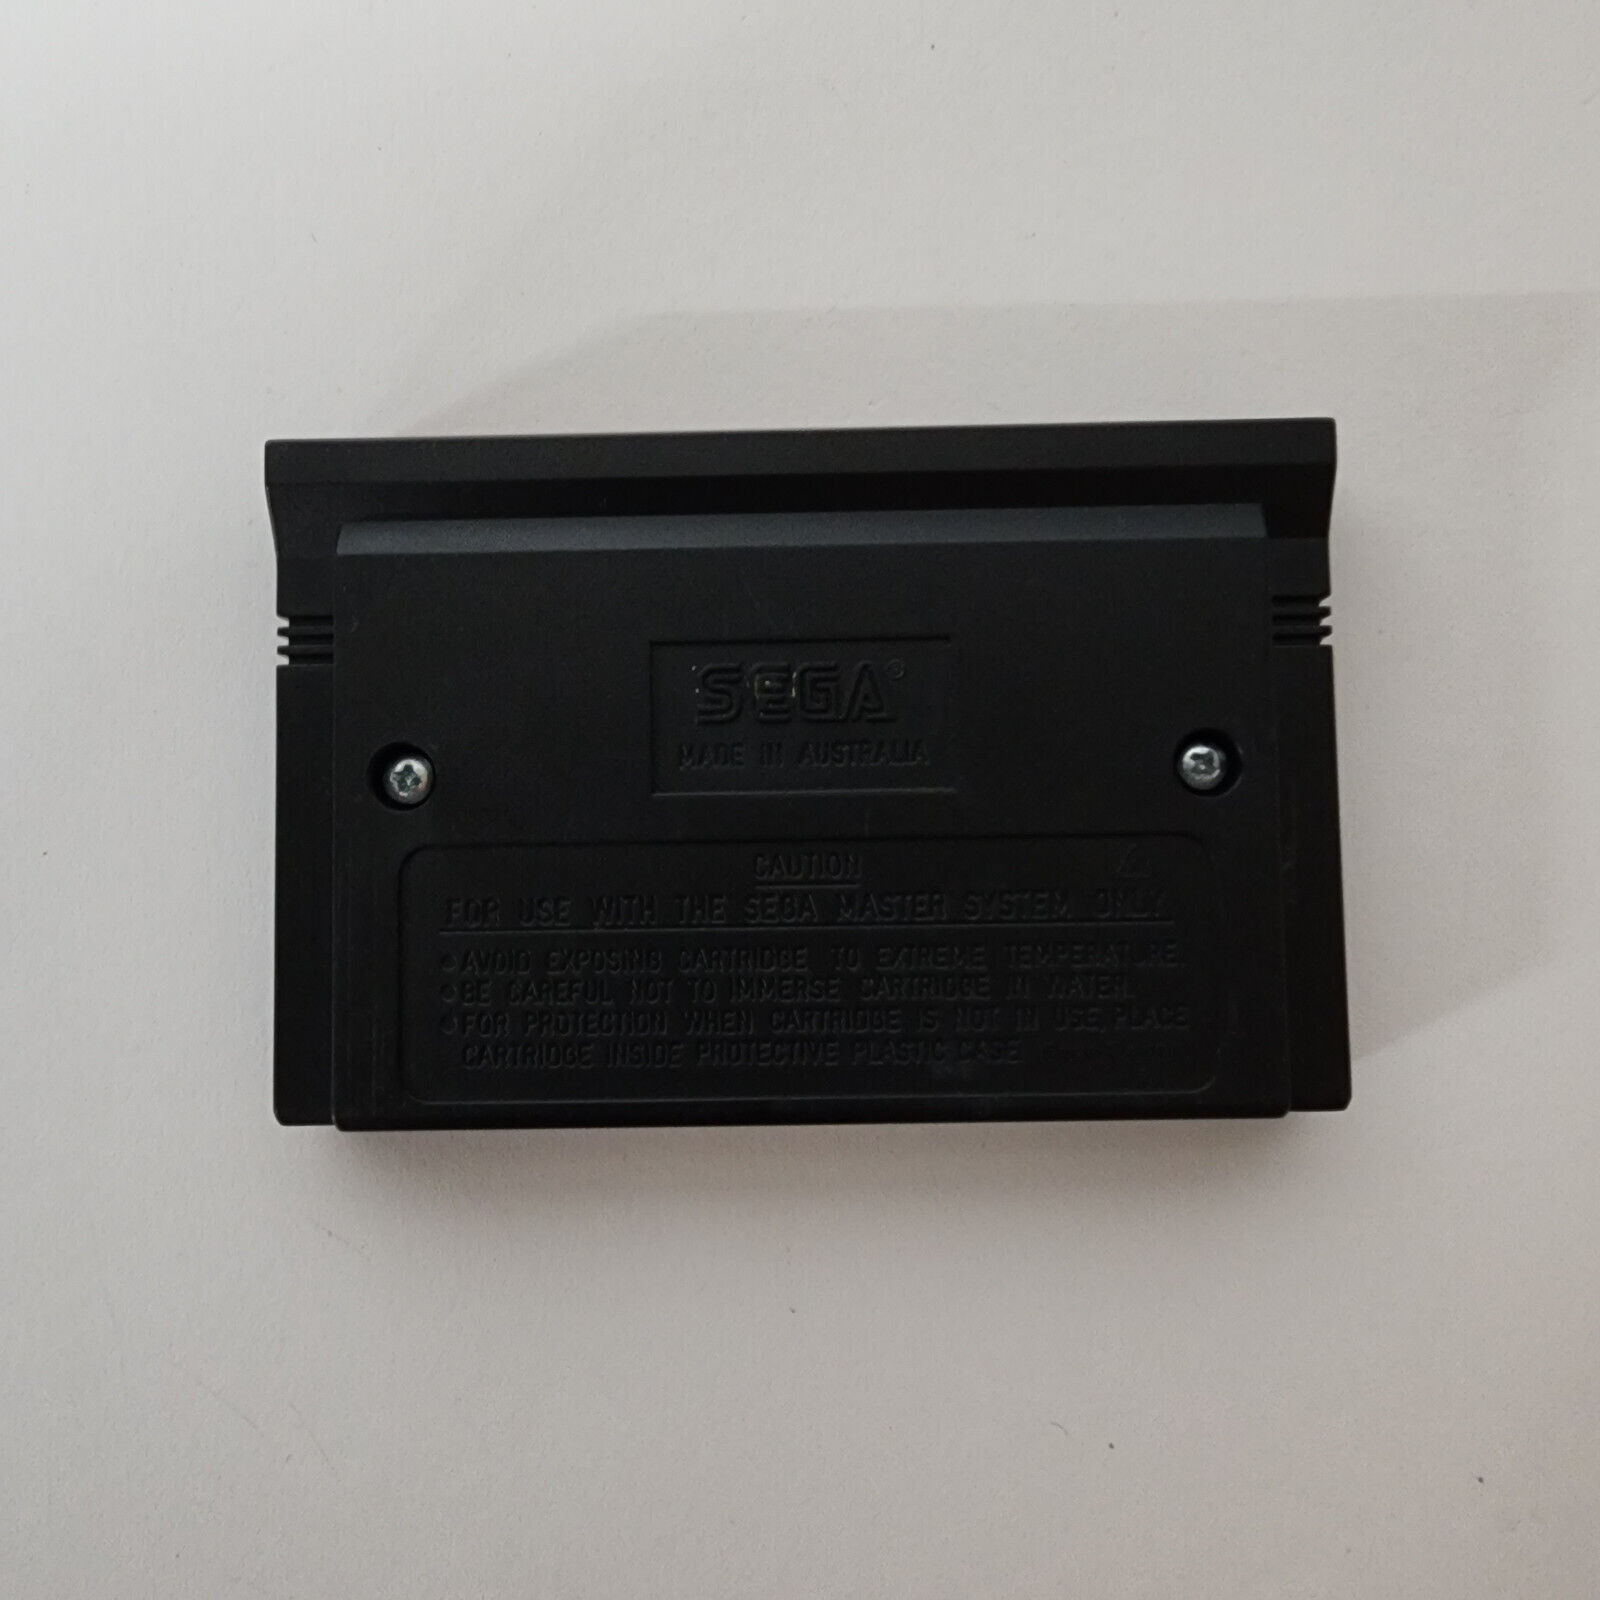 SEGA®
MADE IN AUSTRALIA
CAUTION
FOR USE WITH THE SEGA MASTER SYSTEM ONLY
●AVOID EXPOSING CARTRIDGE TO EXTREME TEMPERATURE.
●BE CAREFUL NOT TO IMMERSE CARTRIDGE IN WATER.
●FOR PROTECTION WHEN CARTRIDGE IS NOT IN USE, PLACE
CARTRIDGE INSIDE PROTECTIVE PLASTIC CASE